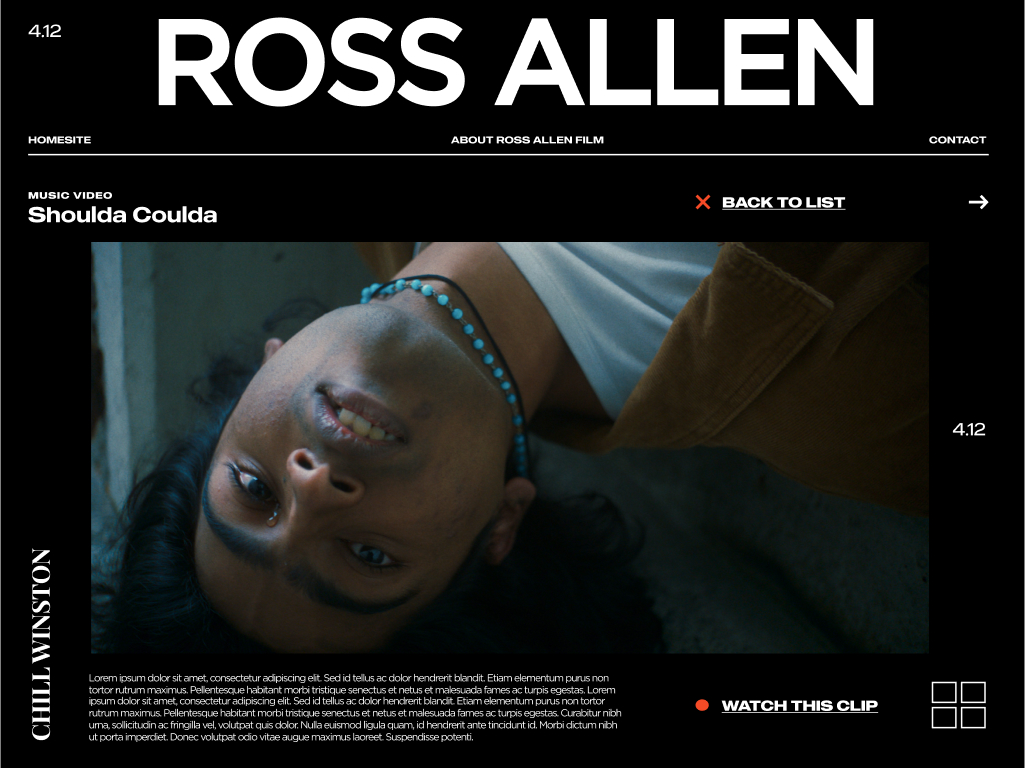 4.12
ROSS ALLEN
HOMESITE
ABOUT ROSS ALLEN FILM
CONTACT
MUSIC VIDEO
Shoulda Coulda
BACK TO LIST
4.12
CHILL WINSTON
Lorem ipsum dolor sit amet, consectetur adipiscing elit. Sed id tellus ac dolor hendrerit blandit. Etiam elementum purus non
tortor rutrum maximus. Pellentesque habitant morbi tristique senectus et netus et malesuada fames ac turpis egestas. Lorem
ipsum dolor sit amet, consectetur adipiscing elit. Sed id tellus ac dolor hendrerit blandit. Etiam elementum purus non tortor
rutrum maximus. Pellentesque habitant morbi tristique senectus et netus et malesuada fames ac turpis egestas. Curabitur nibh
urna, sollicitudin ac fringilla vel, volutpat quis dolor. Nulla euismod ligula quam, id hendrerit ante tincidunt id. Morbi dictum nibh
ut porta imperdiet. Donec volutpat odio vitae augue maximus laoreet. Suspendisse potenti.
WATCH THIS CLIP